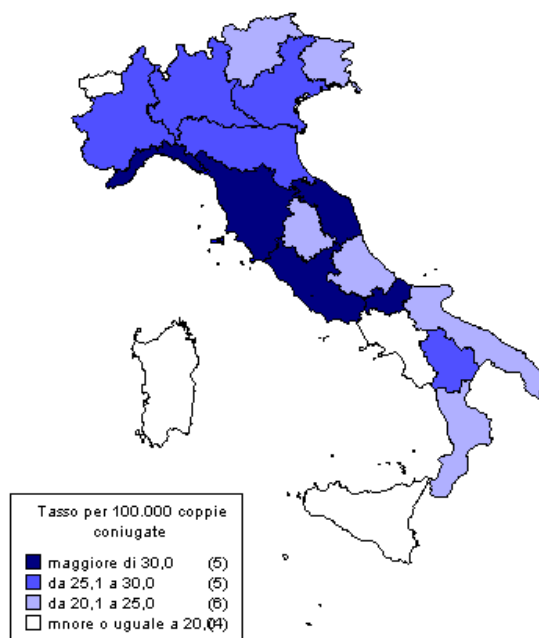 Tasso per 100.000 coppie
coniugate
maggiore di 30,0 (5)
da 25,1 a 30,0 (5)
da 20,1 a 25,0 (6)
mnore o uguale a 20,0 (4)